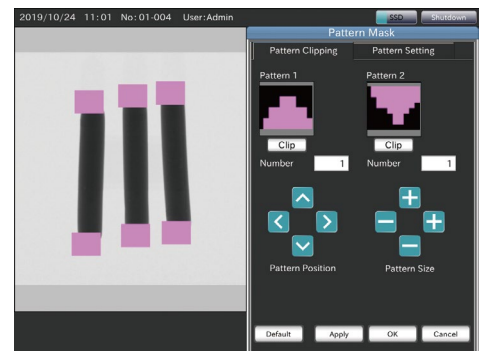 2019/10/24 11:01 No:01-004 User:Admin
SSD
Shutdown
Pattern Mask
Pattern Clipping
Pattern Setting
Pattern 1
Pattern 2
Clip
Clip
Number 1
Number 1
Pattern Position
Pattern Size
Default
Apply
OK
Cancel